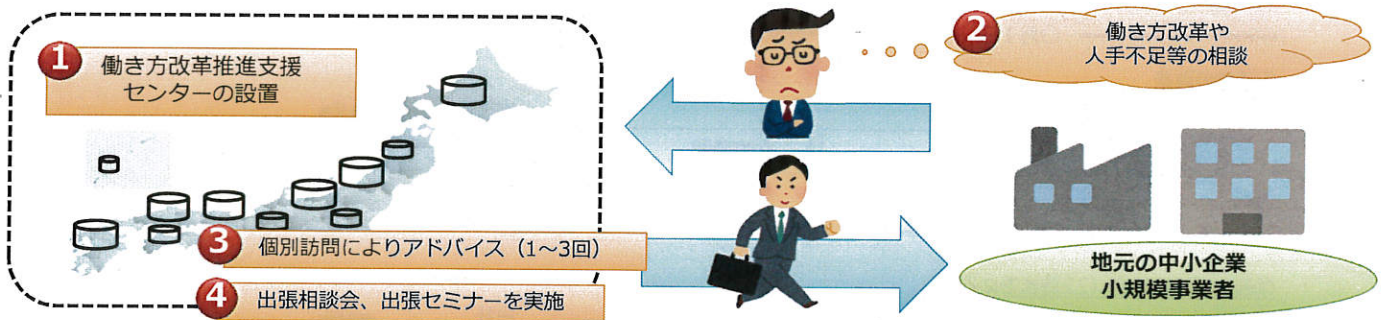 1
働き方改革推進支援
センターの設置
2
働き方改革や
人手不足等の相談
3
個別訪問によりアドバイス（1～3回）
4
出張相談会、出張セミナーを実施
地元の中小企業
小規模事業者